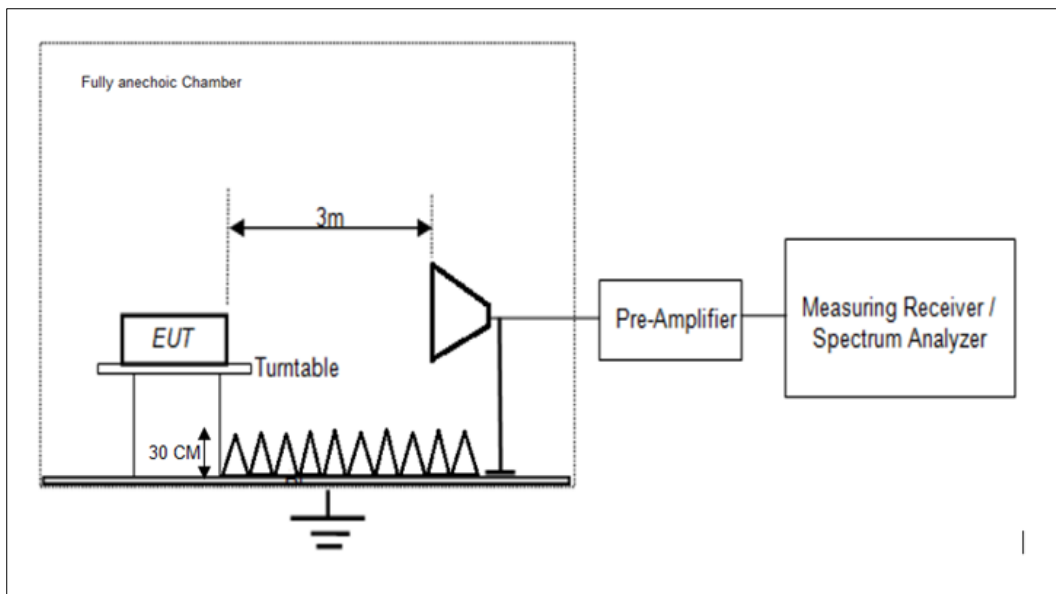 Fully anechoic Chamber
3m
EUT
Turntable
30 CM
Pre-Amplifier
Measuring Receiver /
Spectrum Analyzer